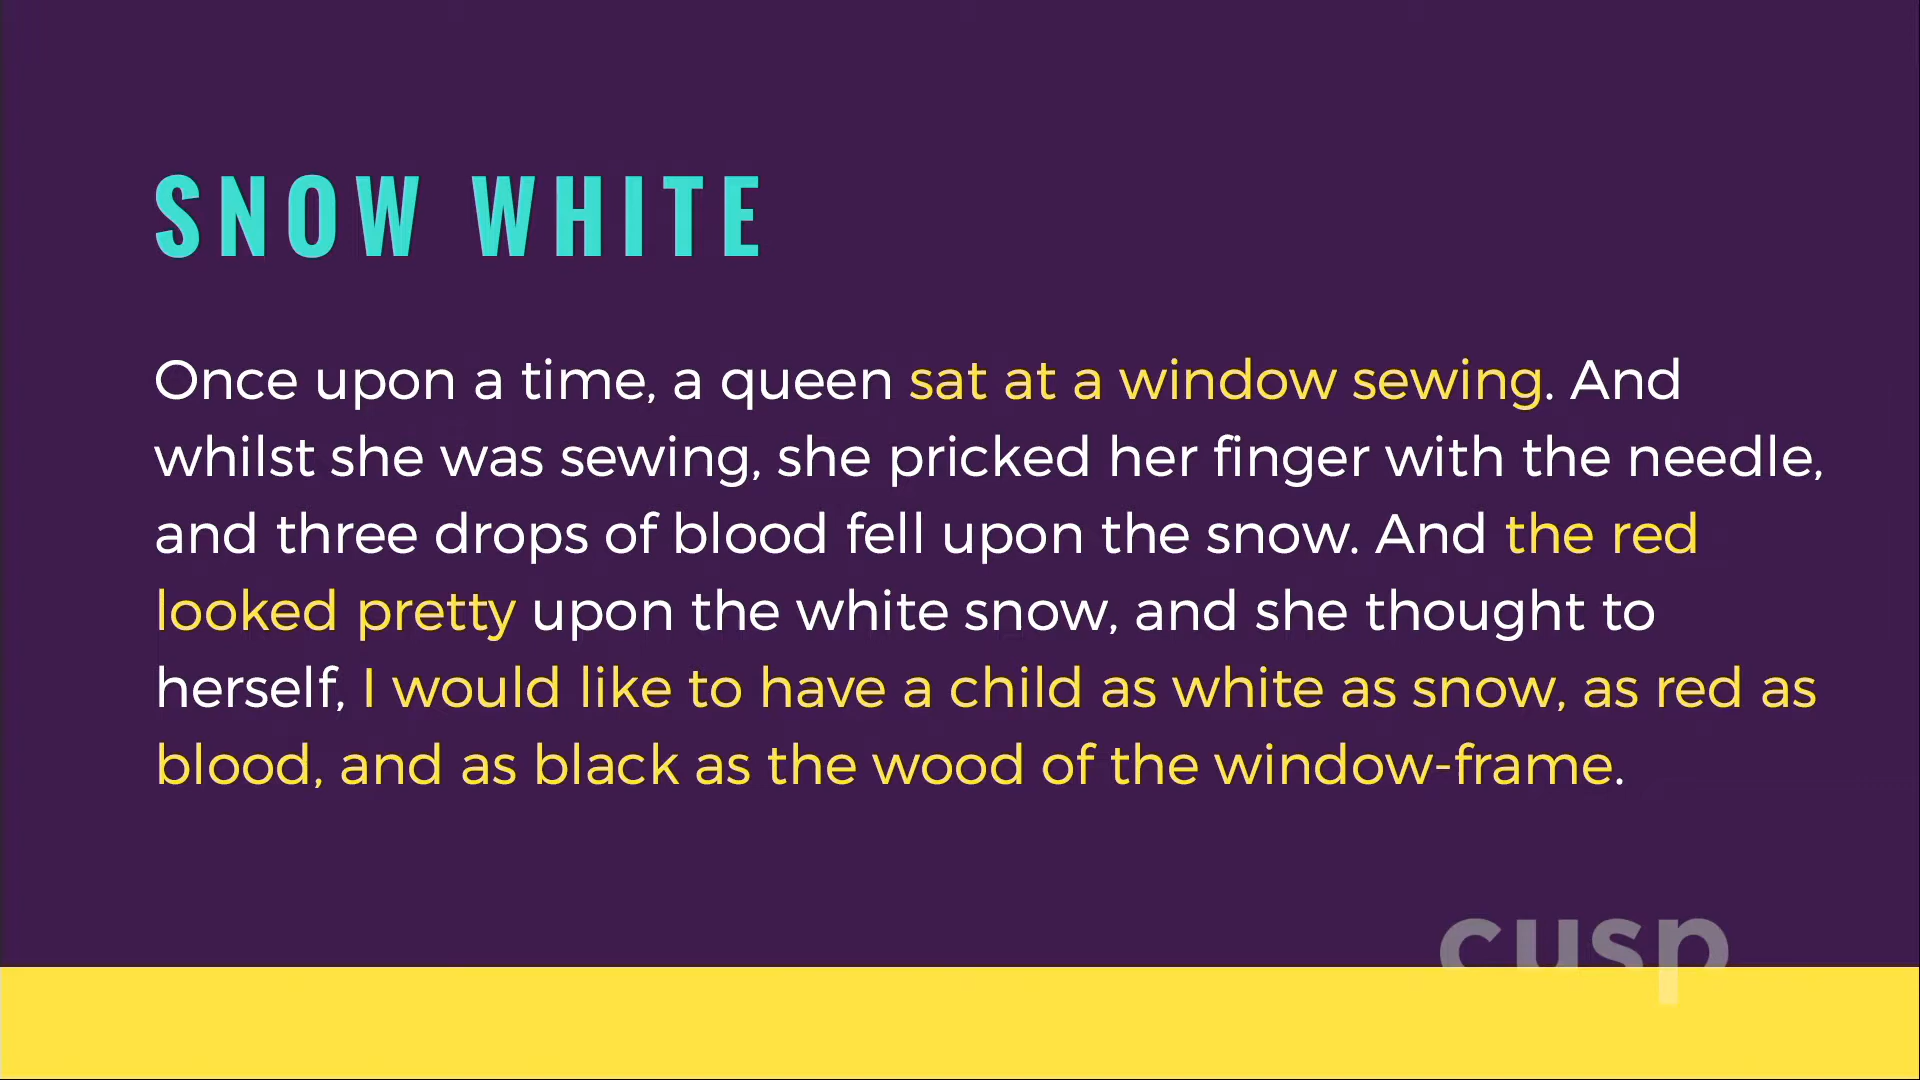 SNOW WHITE
Once upon a time, a queen sat at a window sewing. And
whilst she was sewing, she pricked her finger with the needle,
and three drops of blood fell upon the snow. And the red
looked pretty upon the white snow, and she thought to
herself, I would like to have a child as white as snow, as red as
blood, and as black as the wood of the window-frame.
cusp